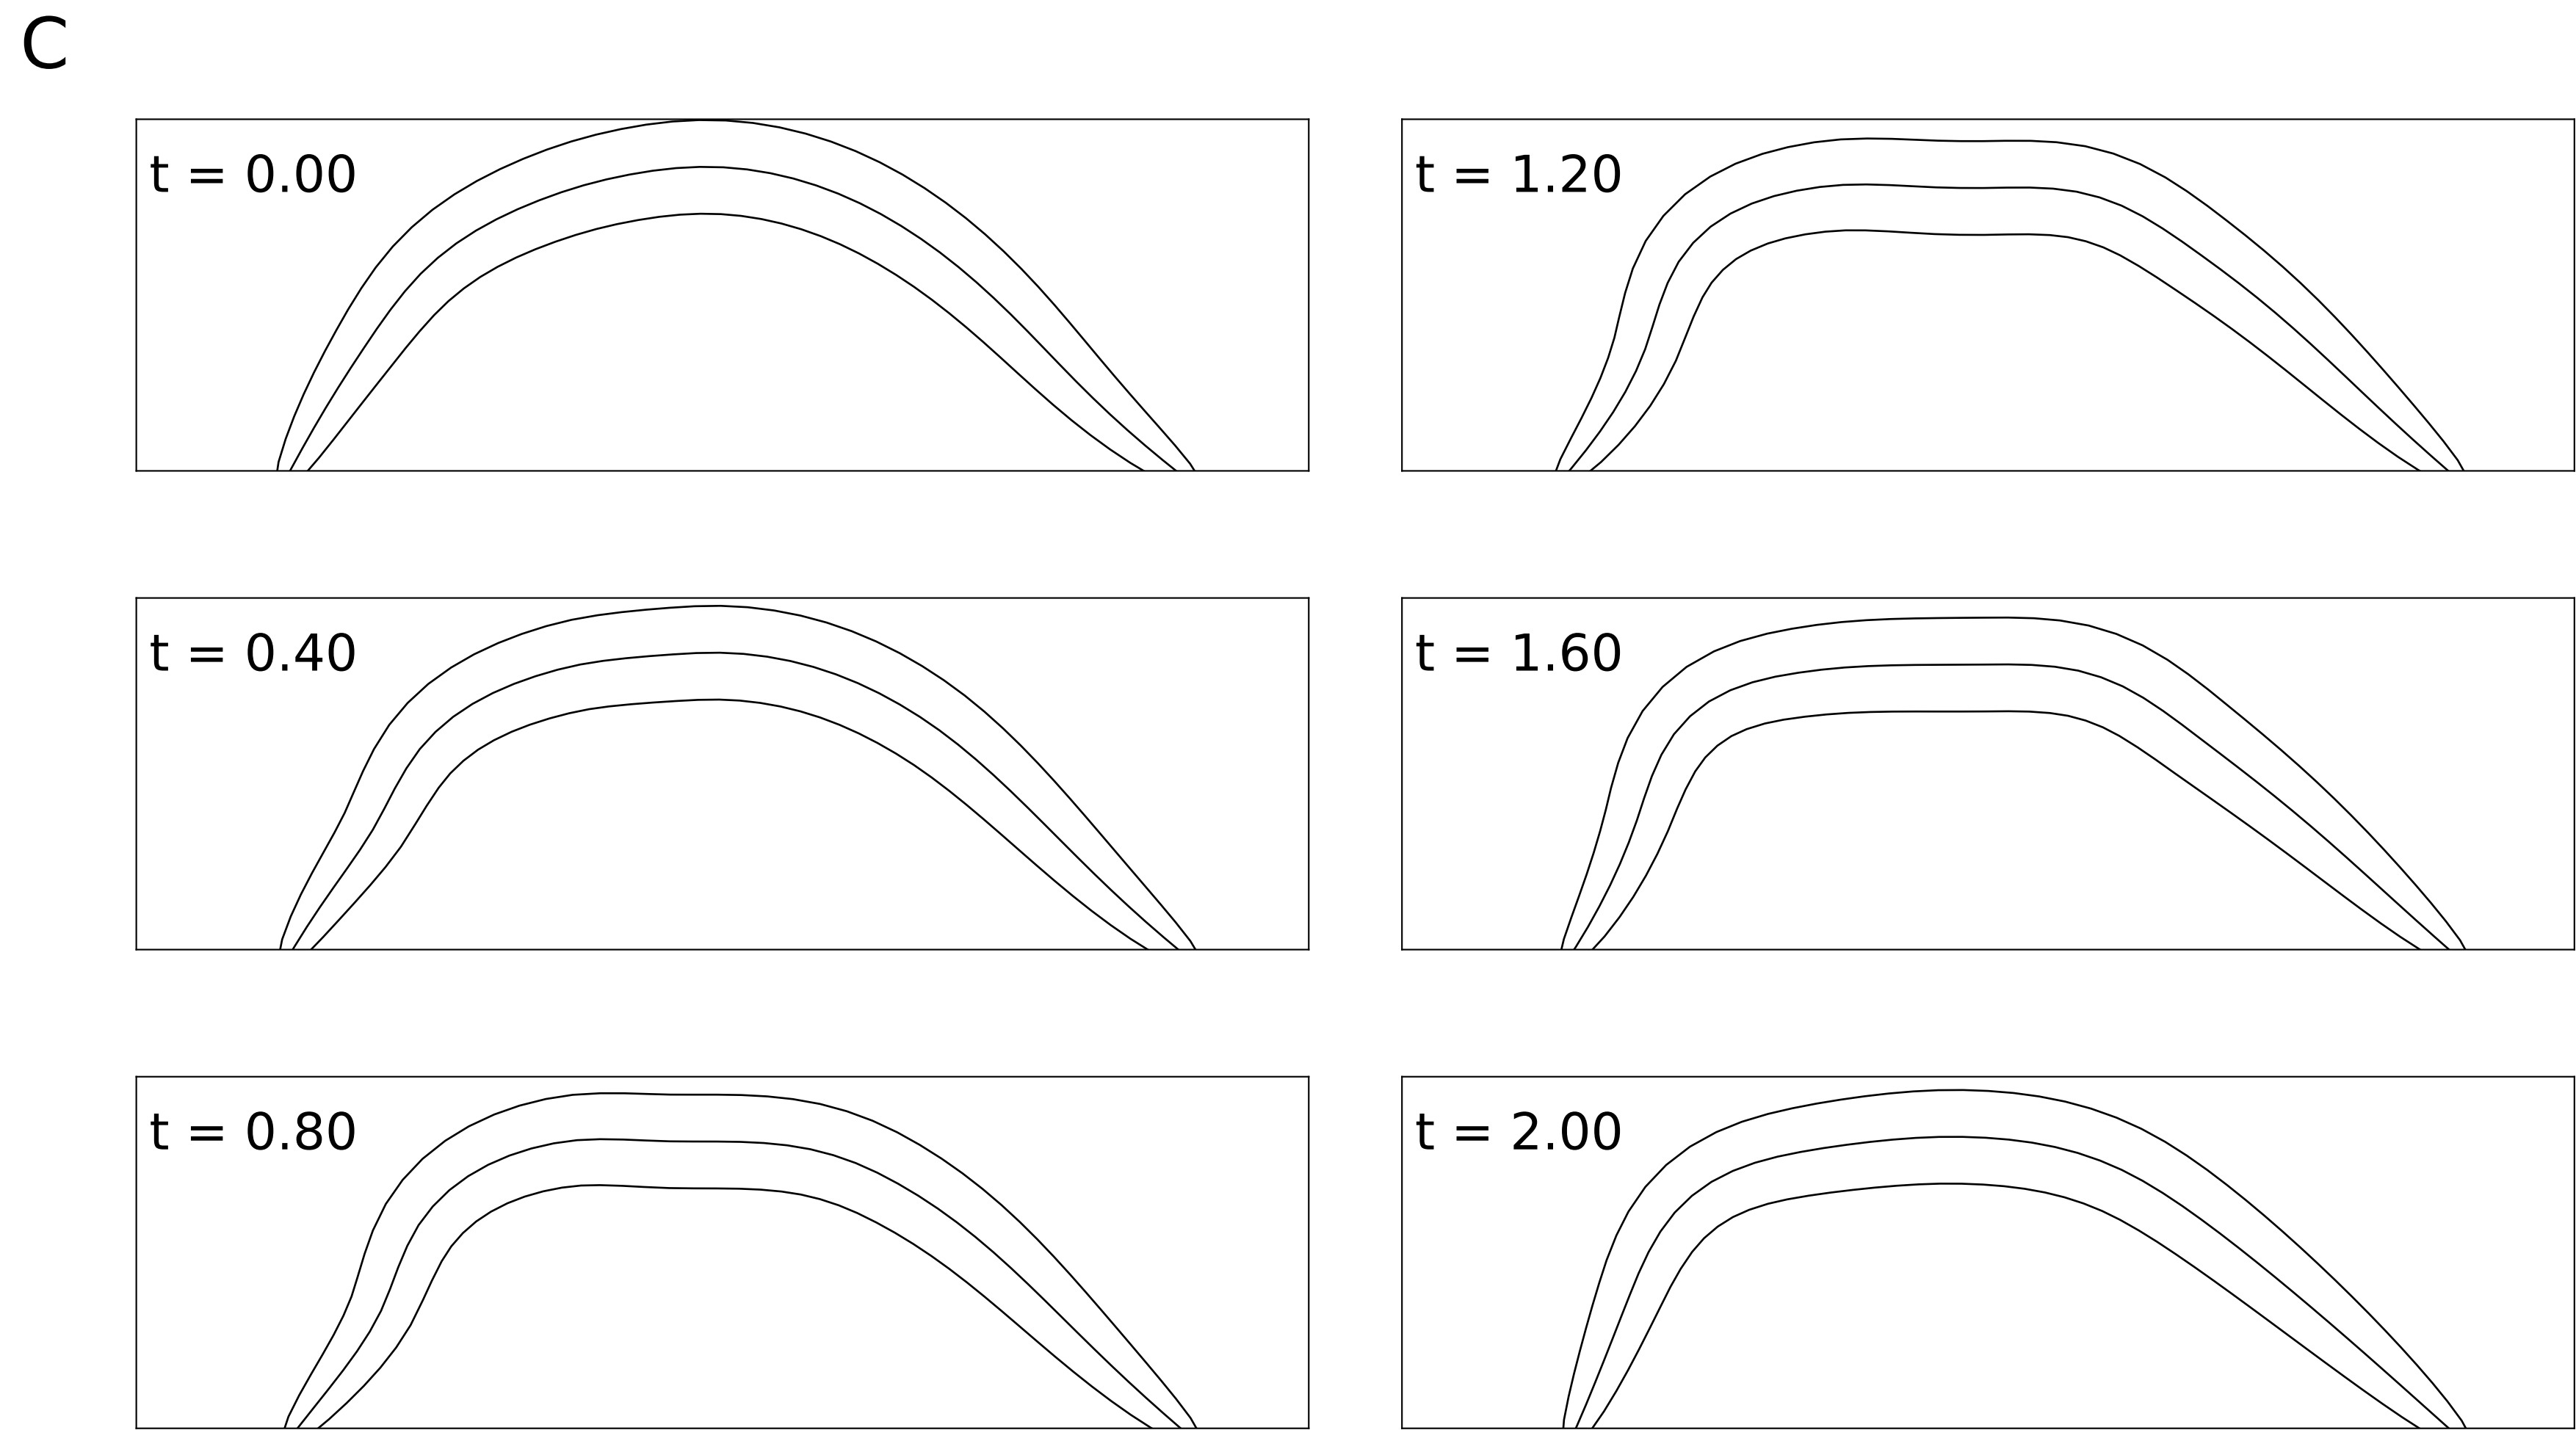 C
t = 0.00
t = 1.20
t = 0.40
t = 1.60
t = 0.80
t = 2.00